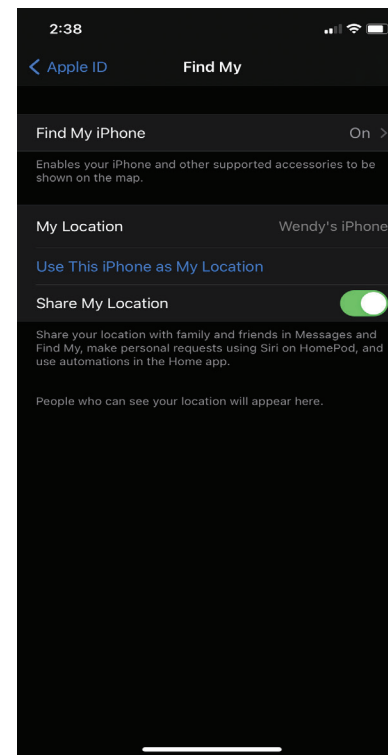 2:38
Apple ID
Find My
Find My iPhone On
Enables your iPhone and other supported accessories to be
shown on the map.
My Location Wendy's iPhone
Use This iPhone as My Location
Share My Location
Share your location with family and friends in Messages and
Find My, make personal requests using Siri on HomePod, and
use automations in the Home app.
People who can see your location will appear here.